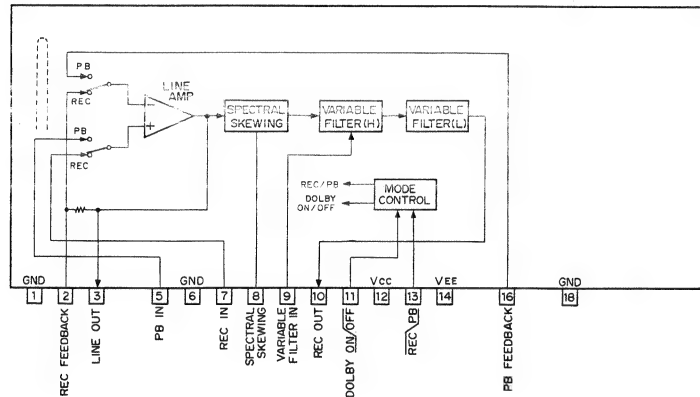 PB
REC
PB
REC
LINE
AMP
SPECTRAL
SKEWING
VARIABLE
FILTER(H)
VARIABLE
FILTER(L)
REC/PB
DOLBY
ON/OFF
MODE
CONTROL
GND
GND
VCC
VEE
GND
1
2
3
5
6
7
8
9
10
11
12
13
14
16
18
REC FEEDBACK
LINE OUT
PB IN
REC IN
SPECTRAL
SKEWING
VARIABLE
FILTER IN
REC OUT
DOLBY ON/OFF
REC\PB
PB FEEDBACK